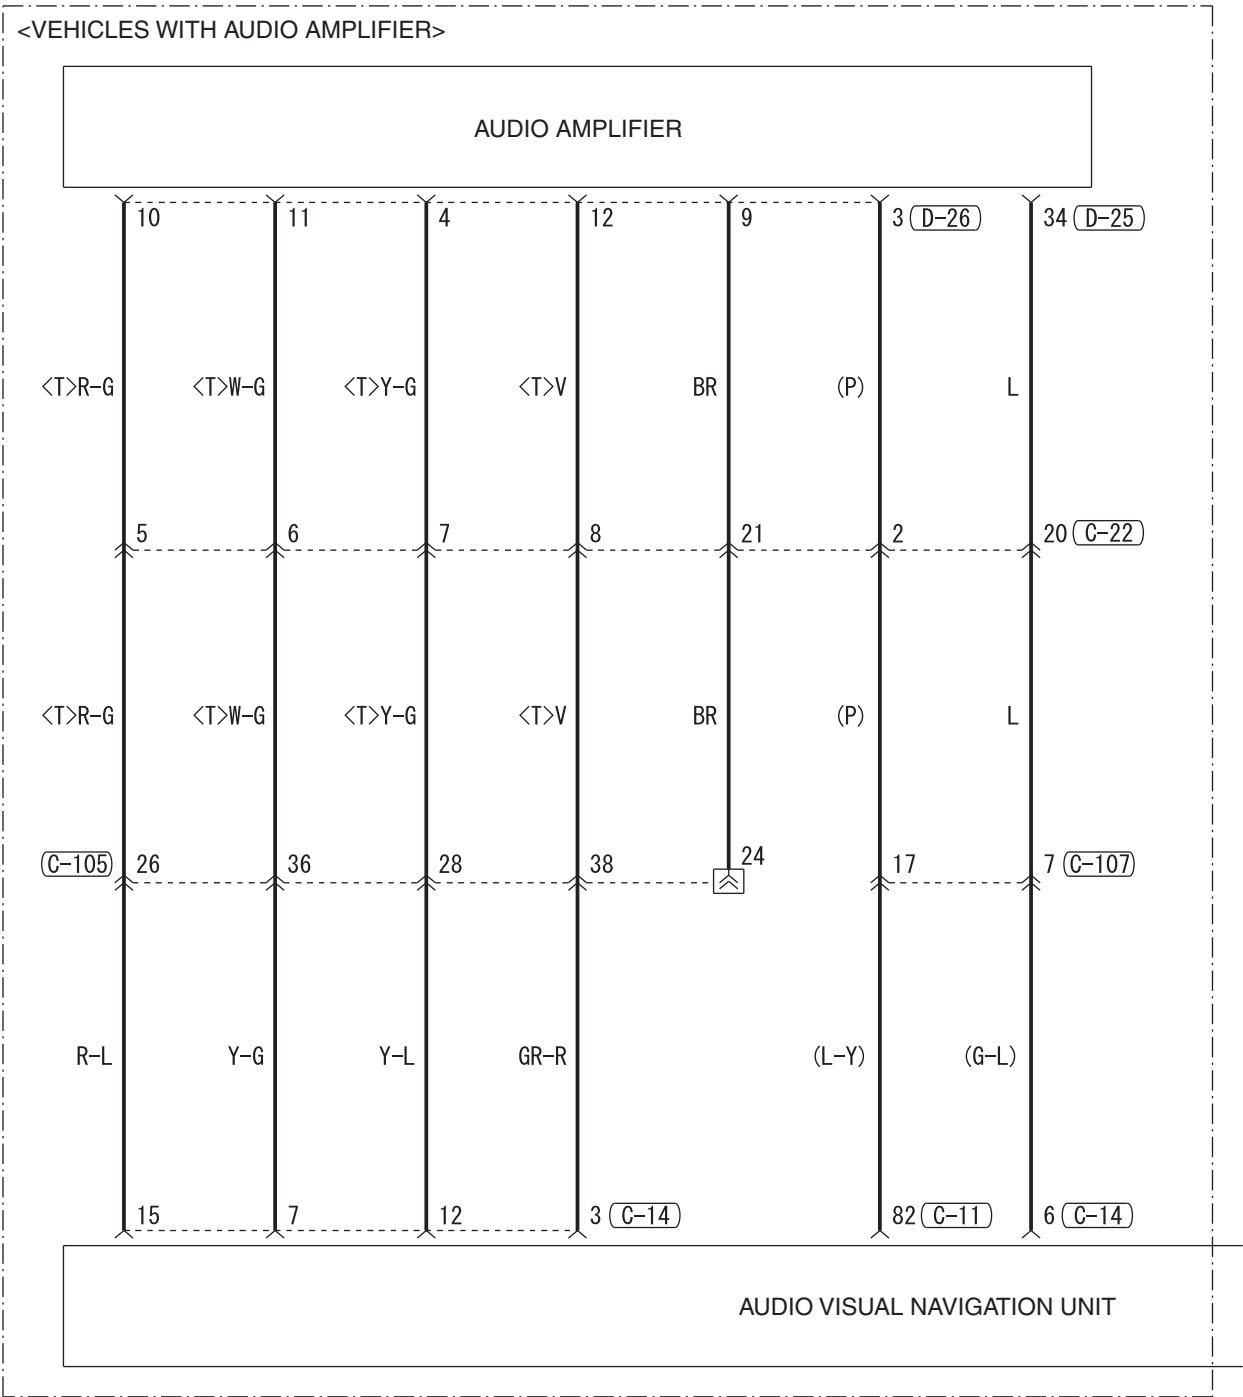 <VEHICLES WITH AUDIO AMPLIFIER>
AUDIO AMPLIFIER
10 11 4 12 9 3 D-26 34 D-25
<T>R-G <T>W-G <T>Y-G <T>V BR (P) L
5 6 7 8 21 2 20 C-22
<T>R-G <T>W-G <T>Y-G <T>V BR (P) L
C-105 26 36 28 38 24 17 7 C-107
R-L Y-G Y-L GR-R (L-Y) (G-L)
15 7 12 3 C-14 82 C-11 6 C-14
AUDIO VISUAL NAVIGATION UNIT